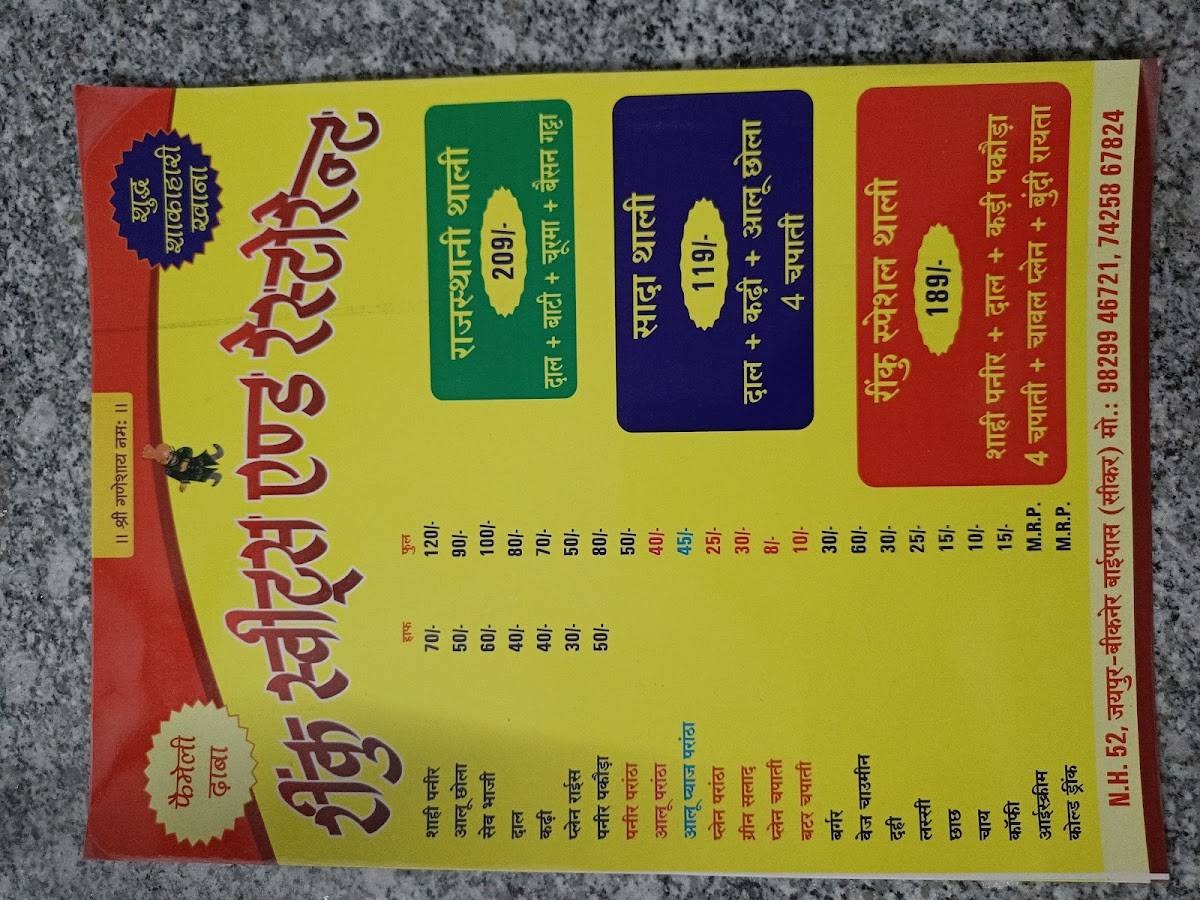 ॥ श्री गणेशाय नम: ॥
फैमेली
ढ़ाबा
शुद्ध
शाकाहारी
खाना
रींकु स्वीट्स एण्ड रेस्टोरेन्ट
हाफ फुल
शाही पनीर 70/- 120/-
आलू छोला 50/- 90/-
सेव भाजी 60/- 100/-
दाल 40/- 80/-
कढ़ी 40/- 70/-
प्लेन राईस 30/- 50/-
पनीर पकौड़ा 50/- 80/-
पनीर परांठा 50/-
आलू परांठा 40/-
आलू प्याज परांठा 45/-
प्लेन परांठा 25/-
ग्रीन सलाद 30/-
प्लेन चपाती 8/-
बटर चपाती 10/-
बर्गर 30/-
बेज चाउमीन 60/-
दही 30/-
लस्सी 25/-
छाछ 15/-
चाय 10/-
कॉफी 15/-
आईस्क्रीम M.R.P.
कोल्ड ड्रींक M.R.P.
राजस्थानी थाली
209/-
दाल + बाटी + चूरमा + बैसन गट्टा
सादा थाली
119/-
दाल + कढ़ी + आलू छोला
4 चपाती
रींकु स्पेशल थाली
189/-
शाही पनीर + दाल + कड़ी पकौड़ा
4 चपाती + चावल प्लेन + बुंदी रायता
N.H. 52, जयपुर-बीकनेर बाईपास (सीकर) मो.: 98299 46721, 74258 67824